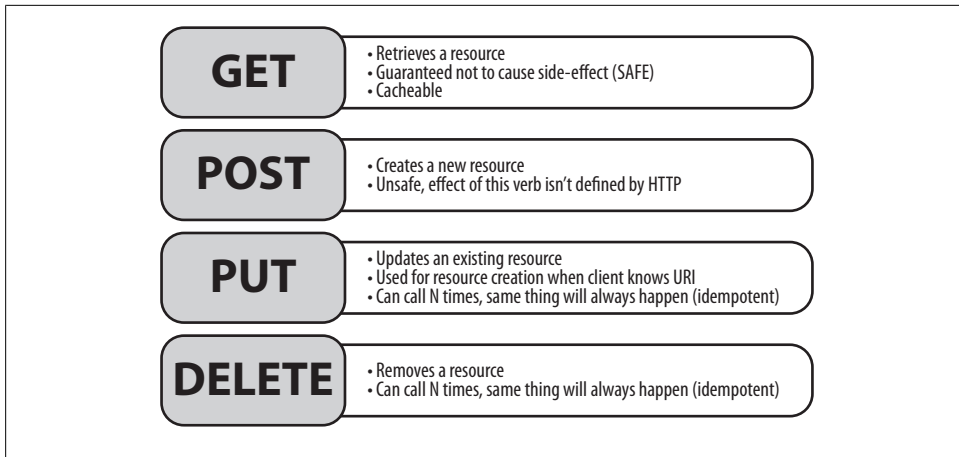 GET
• Retrieves a resource
• Guaranteed not to cause side-effect (SAFE)
• Cacheable
POST
• Creates a new resource
• Unsafe, effect of this verb isn't defined by HTTP
PUT
• Updates an existing resource
• Used for resource creation when client knows URI
• Can call N times, same thing will always happen (idempotent)
DELETE
• Removes a resource
• Can call N times, same thing will always happen (idempotent)